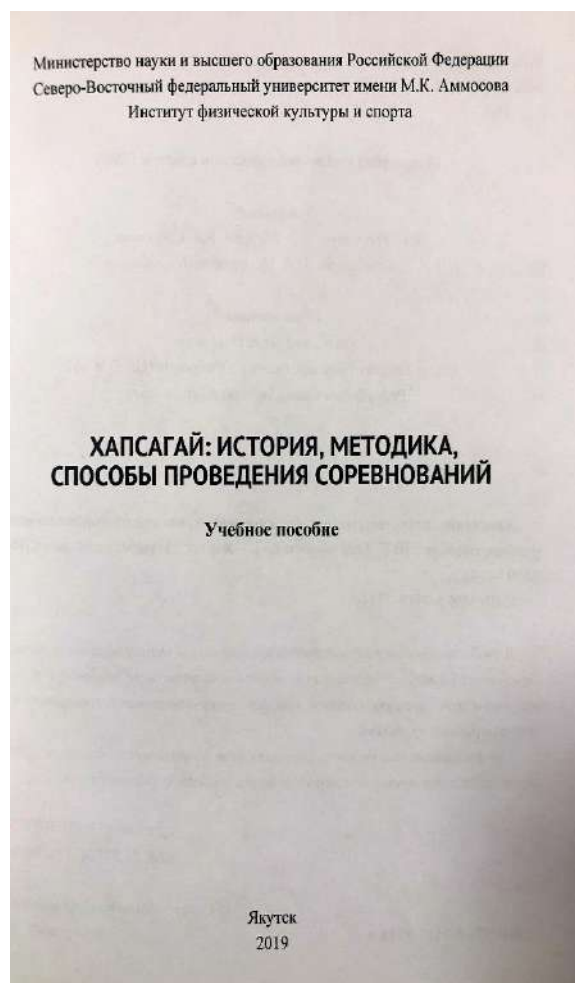 Министерство науки и высшего образования Российской Федерации
Северо-Восточный федеральный университет имени М.К. Аммосова
Институт физической культуры и спорта
ХАПСАГАЙ: ИСТОРИЯ, МЕТОДИКА,
СПОСОБЫ ПРОВЕДЕНИЯ СОРЕВНОВАНИЙ
Учебное пособие
Якутск
2019